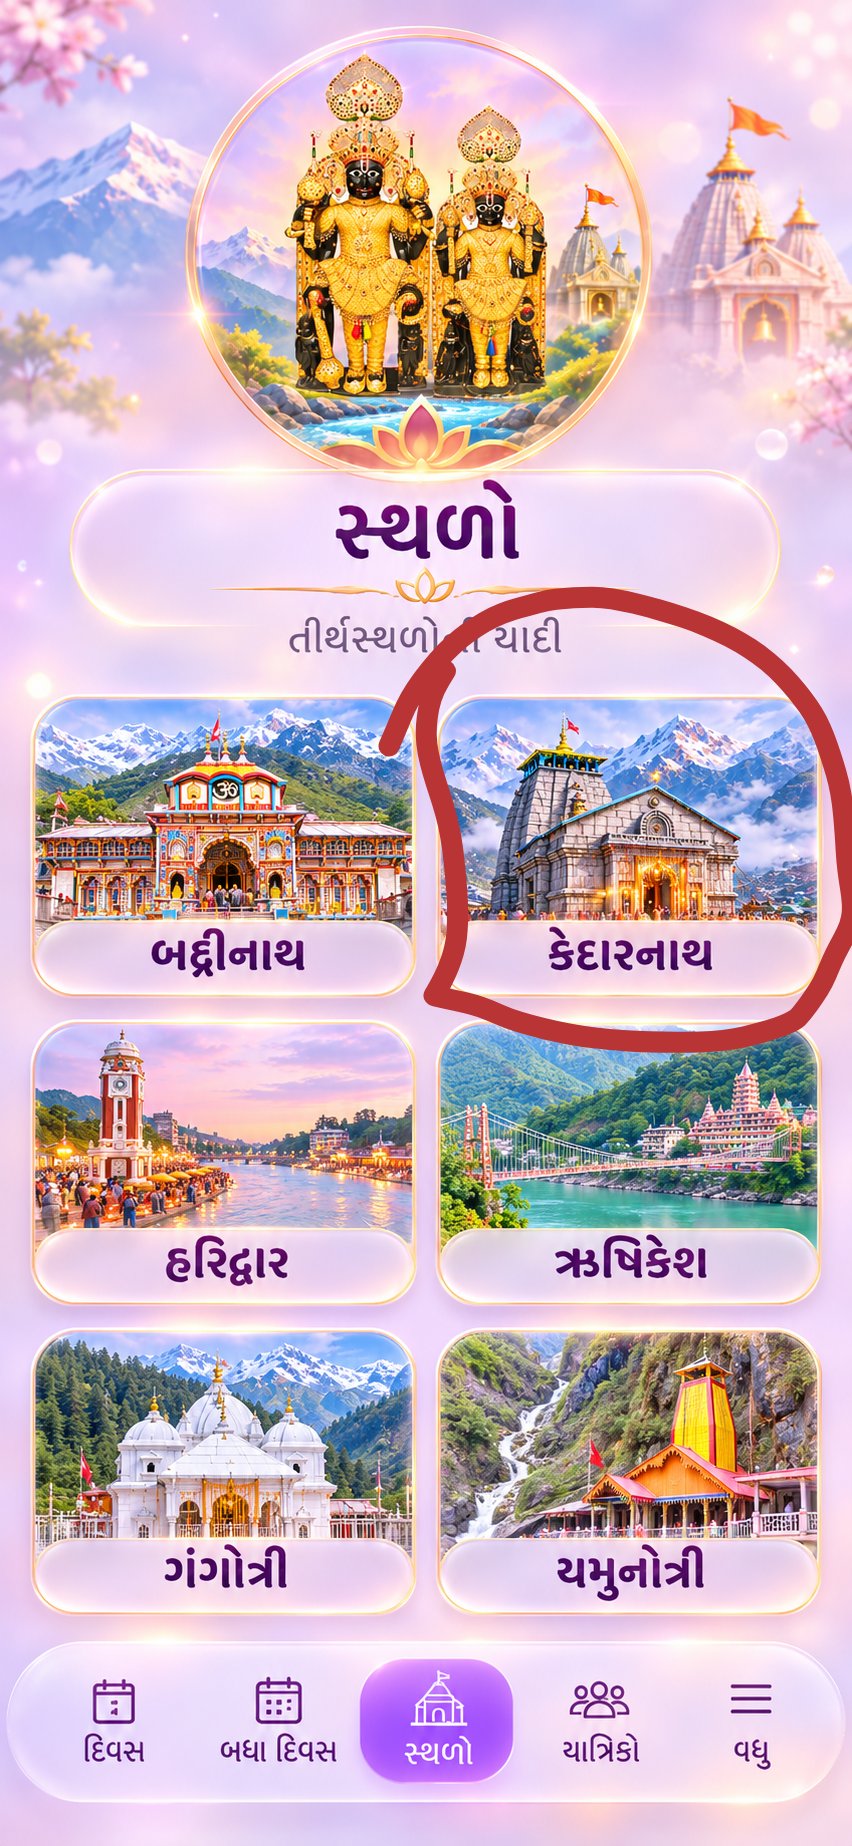 સ્થળો
તીર્થસ્થળોની યાદી
બદ્રીનાથ
કેદારનાથ
હરિદ્વાર
ઋષિકેશ
ગંગોત્રી
યમુનોત્રી
દિવસ
બધા દિવસ
સ્થળો
યાત્રિકો
વધુ